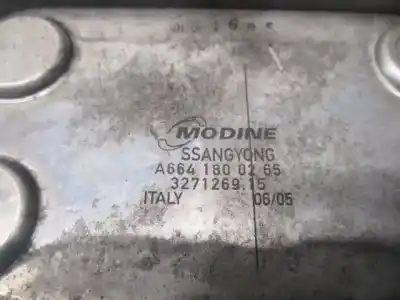 MODINE
SSANGYONG
A664 180 02 65
3271269.15
ITALY 06/05